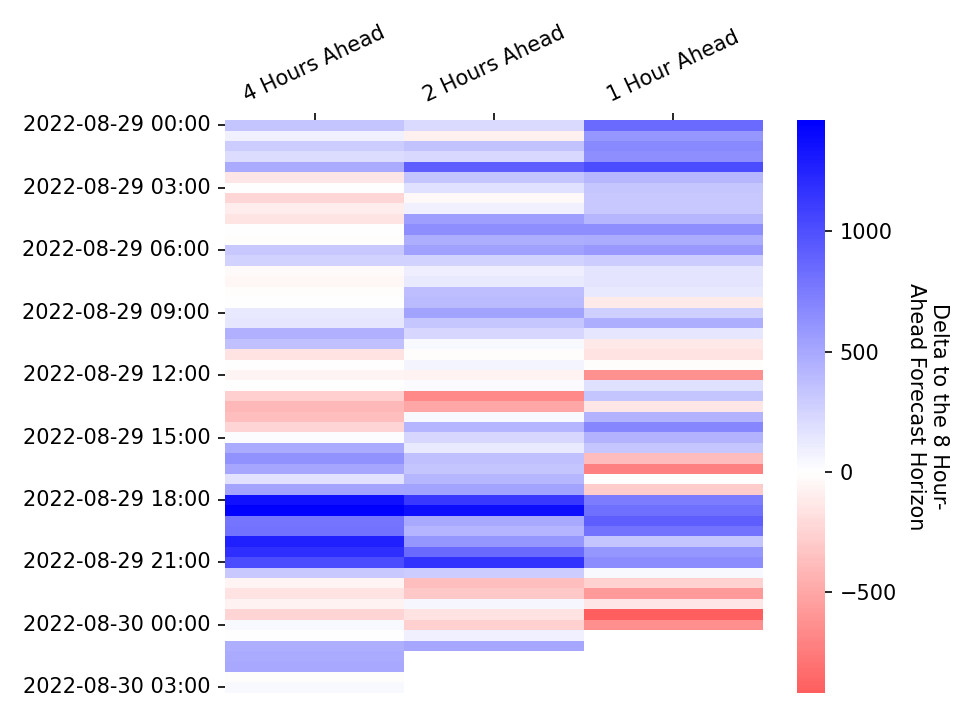 4 Hours Ahead
2 Hours Ahead
1 Hour Ahead
2022-08-29 00:00
2022-08-29 03:00
2022-08-29 06:00
2022-08-29 09:00
2022-08-29 12:00
2022-08-29 15:00
2022-08-29 18:00
2022-08-29 21:00
2022-08-30 00:00
2022-08-30 03:00
1000
500
0
−500
Delta to the 8 Hour-
Ahead Forecast Horizon